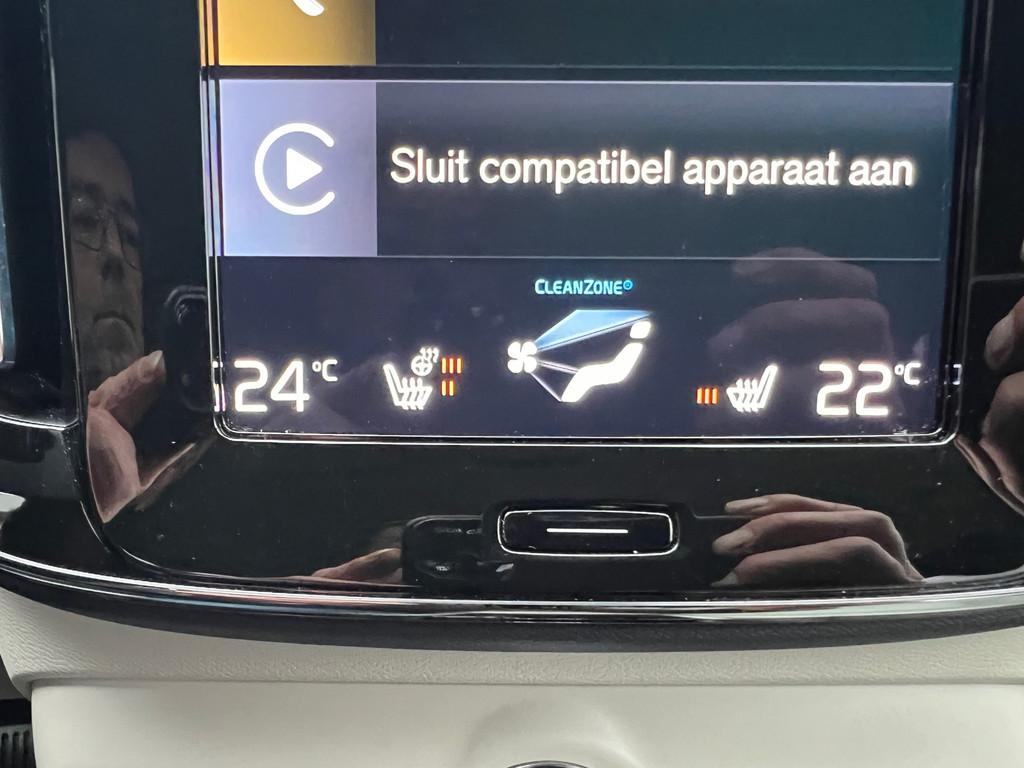 Sluit compatibel apparaat aan
CLEANZONE
24 °C
22 °C